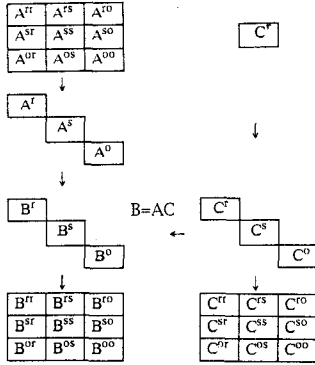 A^rr A^rs A^ro
A^sr A^ss A^so C^r
A^or A^os A^oo
A^r
A^s
A^o
B^r B=AC C^r
B^s C^s
B^o C^o
B^rr B^rs B^ro C^rr C^rs C^ro
B^sr B^ss B^so C^sr C^ss C^so
B^or B^os B^oo C^or C^os C^oo